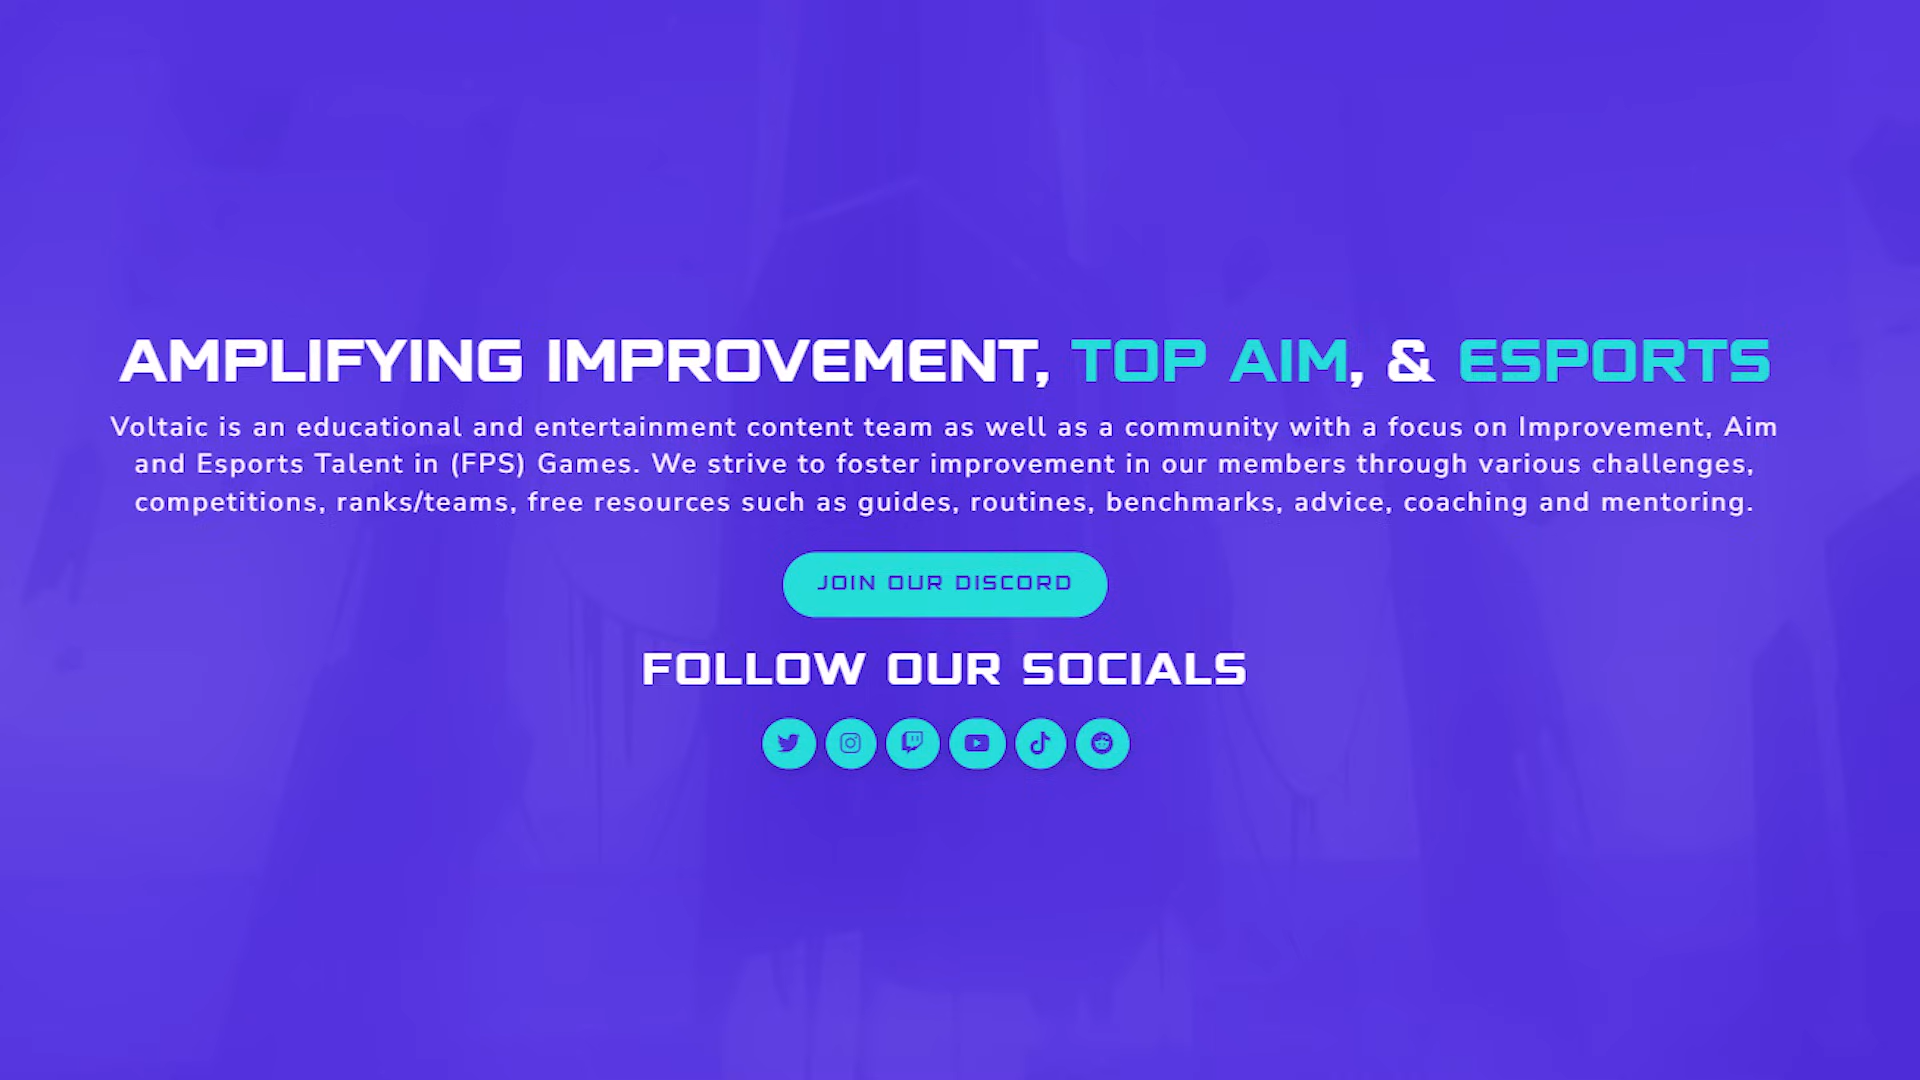 AMPLIFYING IMPROVEMENT, TOP AIM, & ESPORTS
Voltaic is an educational and entertainment content team as well as a community with a focus on Improvement, Aim
and Esports Talent in (FPS) Games. We strive to foster improvement in our members through various challenges,
competitions, ranks/teams, free resources such as guides, routines, benchmarks, advice, coaching and mentoring.
JOIN OUR DISCORD
FOLLOW OUR SOCIALS